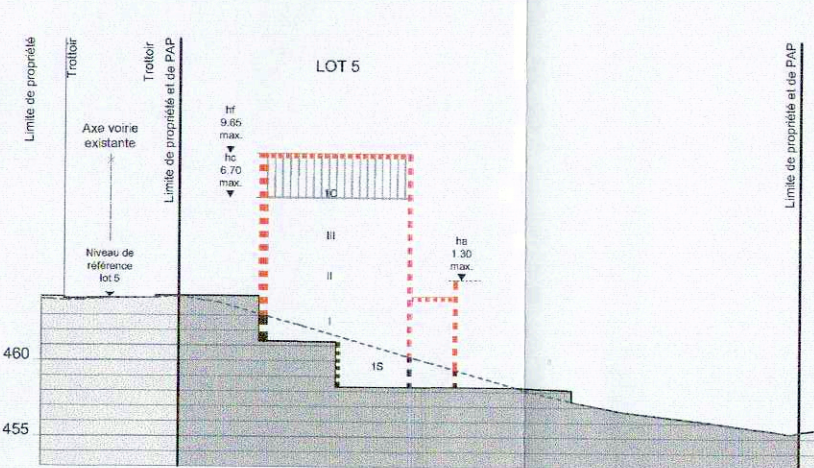 Limite de propriété
Trottoir
Trottoir
Limite de propriété et de PAP
LOT 5
Limite de propriété et de PAP
Axe voirie
existante
hf
9.65
max.
hc
6.70
max.
1C
III
II
I
1S
ha
1.30
max.
Niveau de
référence
lot 5
460
455